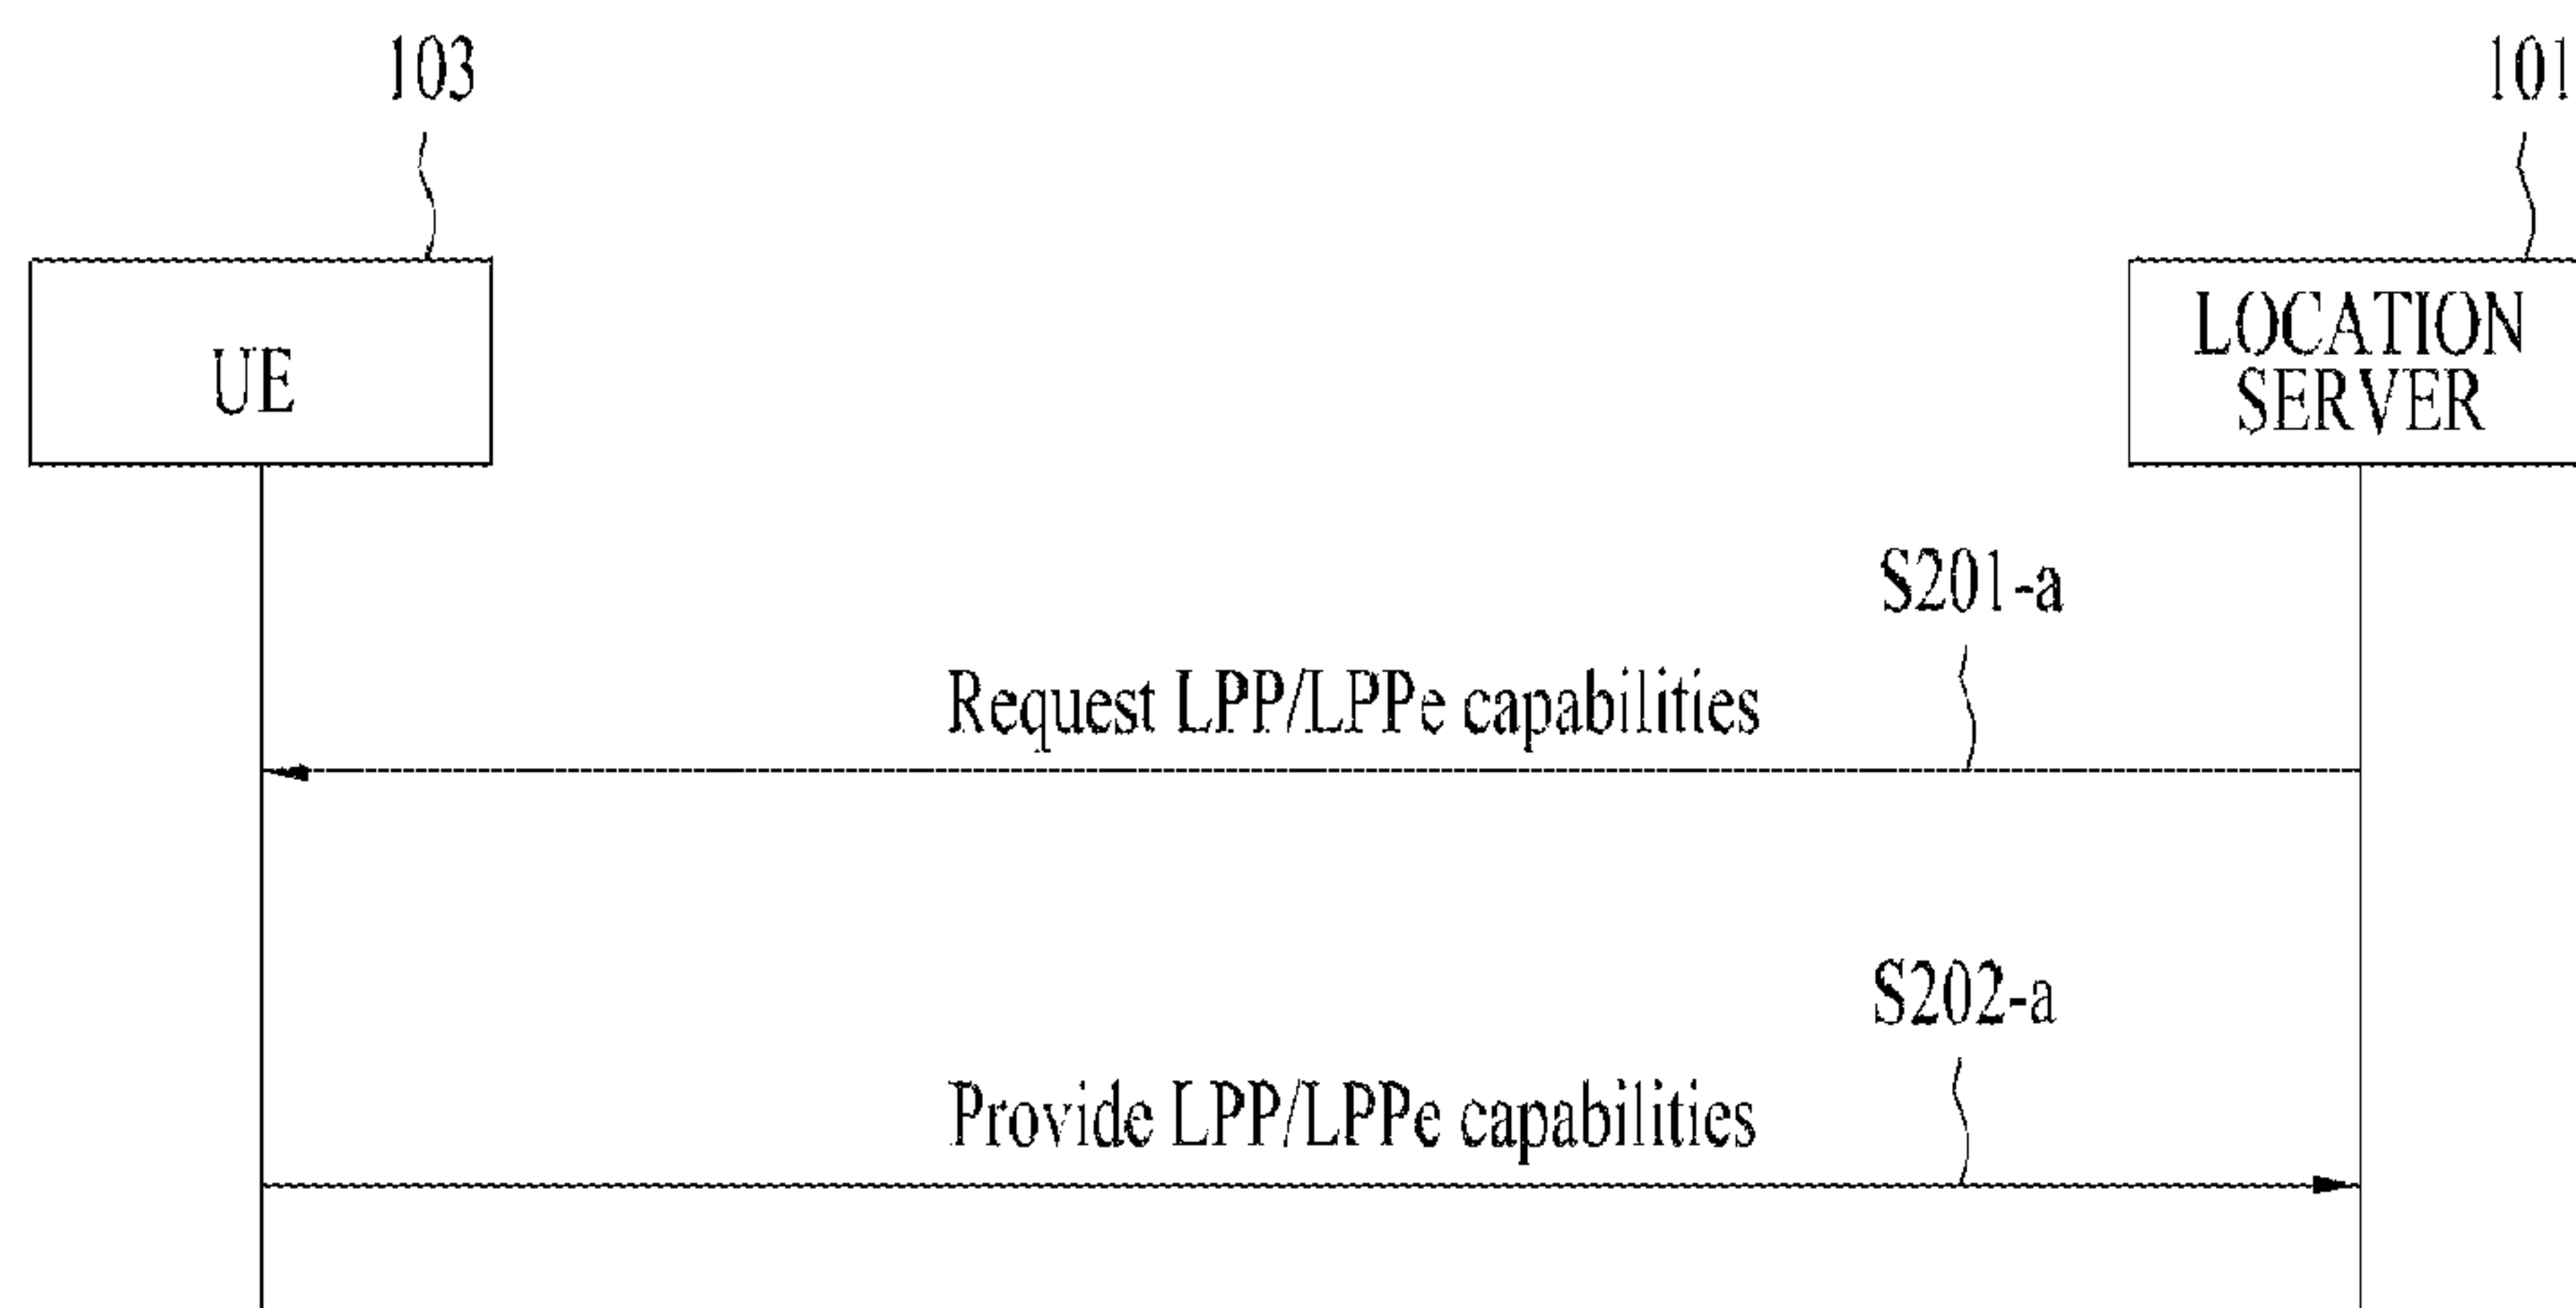 103
101
UE
LOCATION
SERVER
S201-a
Request LPP/LPPe capabilities
S202-a
Provide LPP/LPPe capabilities